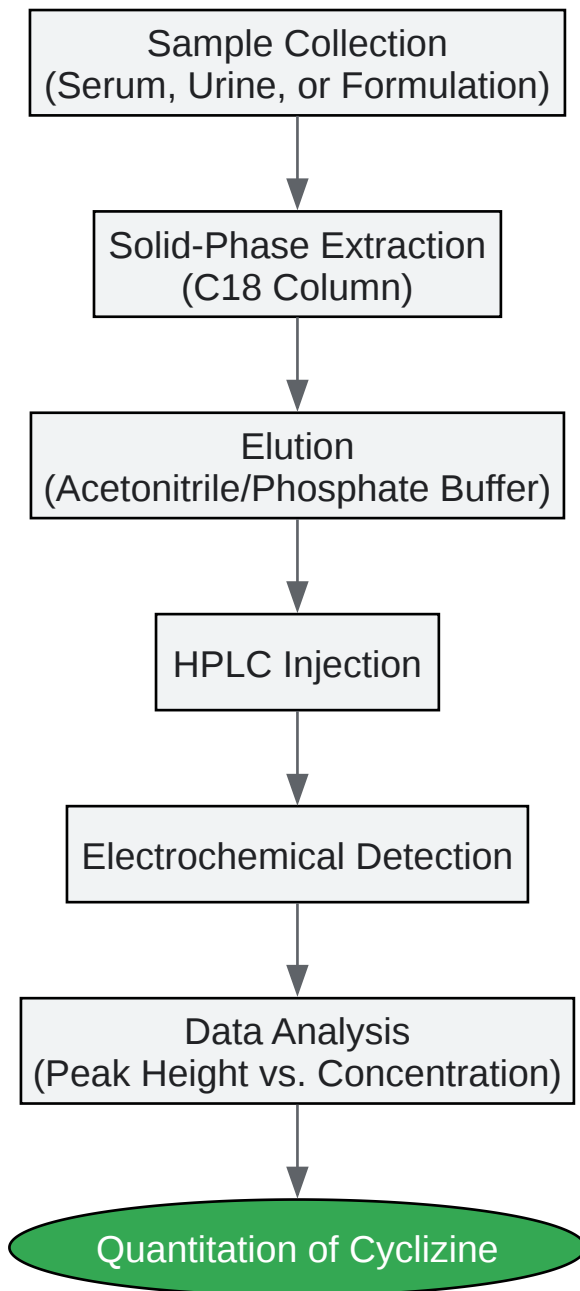 Sample Collection
(Serum, Urine, or Formulation)
Solid-Phase Extraction
(C18 Column)
Elution
(Acetonitrile/Phosphate Buffer)
HPLC Injection
Electrochemical Detection
Data Analysis
(Peak Height vs. Concentration)
Quantitation of Cyclizine